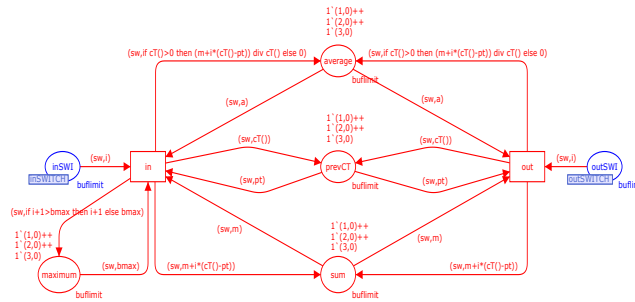 1`(1,0)++
1`(2,0)++
1`(3,0)
(sw,if cT()>0 then (m+i*(cT()-pt)) div cT() else 0)
(sw,if cT()>0 then (m+i*(cT()-pt)) div cT() else 0)
average
buflimit
(sw,a)
(sw,a)
1`(1,0)++
1`(2,0)++
1`(3,0)
(sw,cT())
(sw,cT())
inSWI
(sw,i)
in
prevCT
out
(sw,i)
outSWI
inSWITCH
buflimit
buflimit
outSWITCH
buflimit
(sw,pt)
(sw,pt)
(sw,if i+1>bmax then i+1 else bmax)
(sw,m)
(sw,m)
1`(1,0)++
1`(2,0)++
1`(3,0)
1`(1,0)++
1`(2,0)++
1`(3,0)
(sw,m+i*(cT()-pt))
(sw,m+i*(cT()-pt))
maximum
(sw,bmax)
sum
buflimit
buflimit